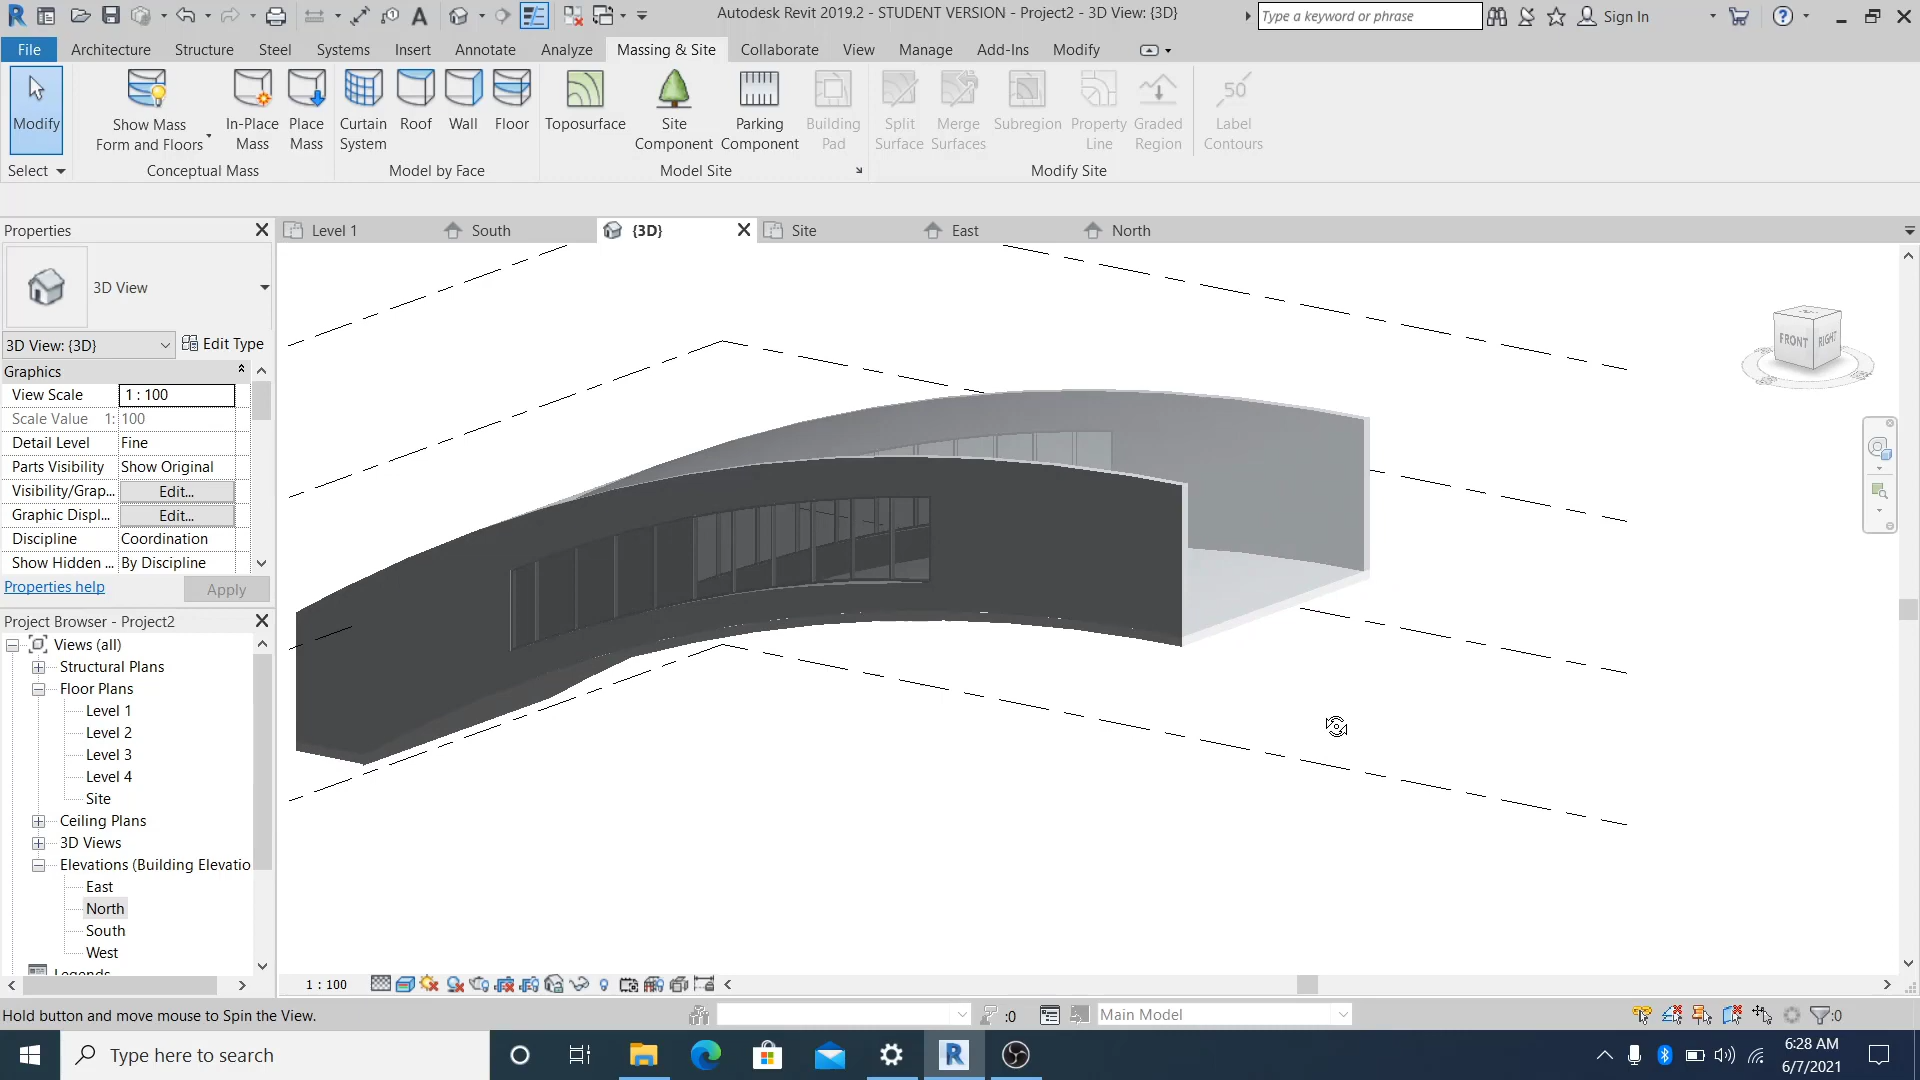 Autodesk Revit 2019.2 - STUDENT VERSION - Project2 - 3D View: {3D}
Type a keyword or phrase
Sign In
File Architecture Structure Steel Systems Insert Annotate Analyze Massing & Site Collaborate View Manage Add-Ins Modify
Modify
Show Mass
Form and Floors
In-Place
Mass
Place
Mass
Curtain
System
Roof
Wall
Floor
Toposurface
Site
Component
Parking
Component
Building
Pad
Split
Surface
Merge
Surfaces
Subregion
Property
Line
Graded
Region
50
Label
Contours
Select
Conceptual Mass
Model by Face
Model Site
Modify Site
Properties
Level 1
South
{3D}
Site
East
North
3D View
3D View: {3D}
Edit Type
Graphics
View Scale 1 : 100
Scale Value 1: 100
Detail Level Fine
Parts Visibility Show Original
Visibility/Grap... Edit...
Graphic Displ... Edit...
Discipline Coordination
Show Hidden ... By Discipline
Properties help
Apply
FRONT
RIGHT
Project Browser - Project2
Views (all)
Structural Plans
Floor Plans
Level 1
Level 2
Level 3
Level 4
Site
Ceiling Plans
3D Views
Elevations (Building Elevatio
East
North
South
West
Legends
1 : 100
Hold button and move mouse to Spin the View.
:0
Main Model
:0
Type here to search
6:28 AM
6/7/2021